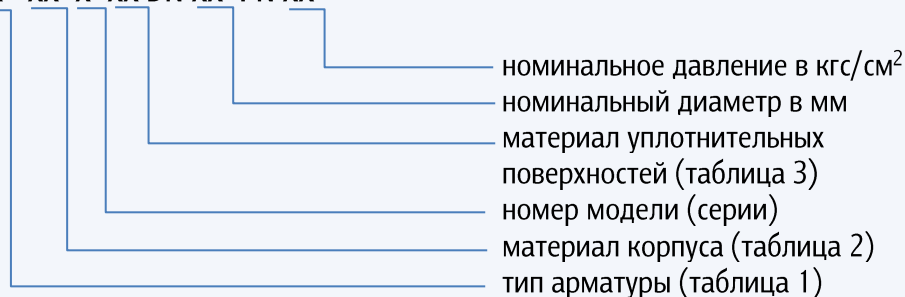 номинальное давление в кгс/см²
номинальный диаметр в мм
материал уплотнительных
поверхностей (таблица 3)
номер модели (серии)
материал корпуса (таблица 2)
тип арматуры (таблица 1)